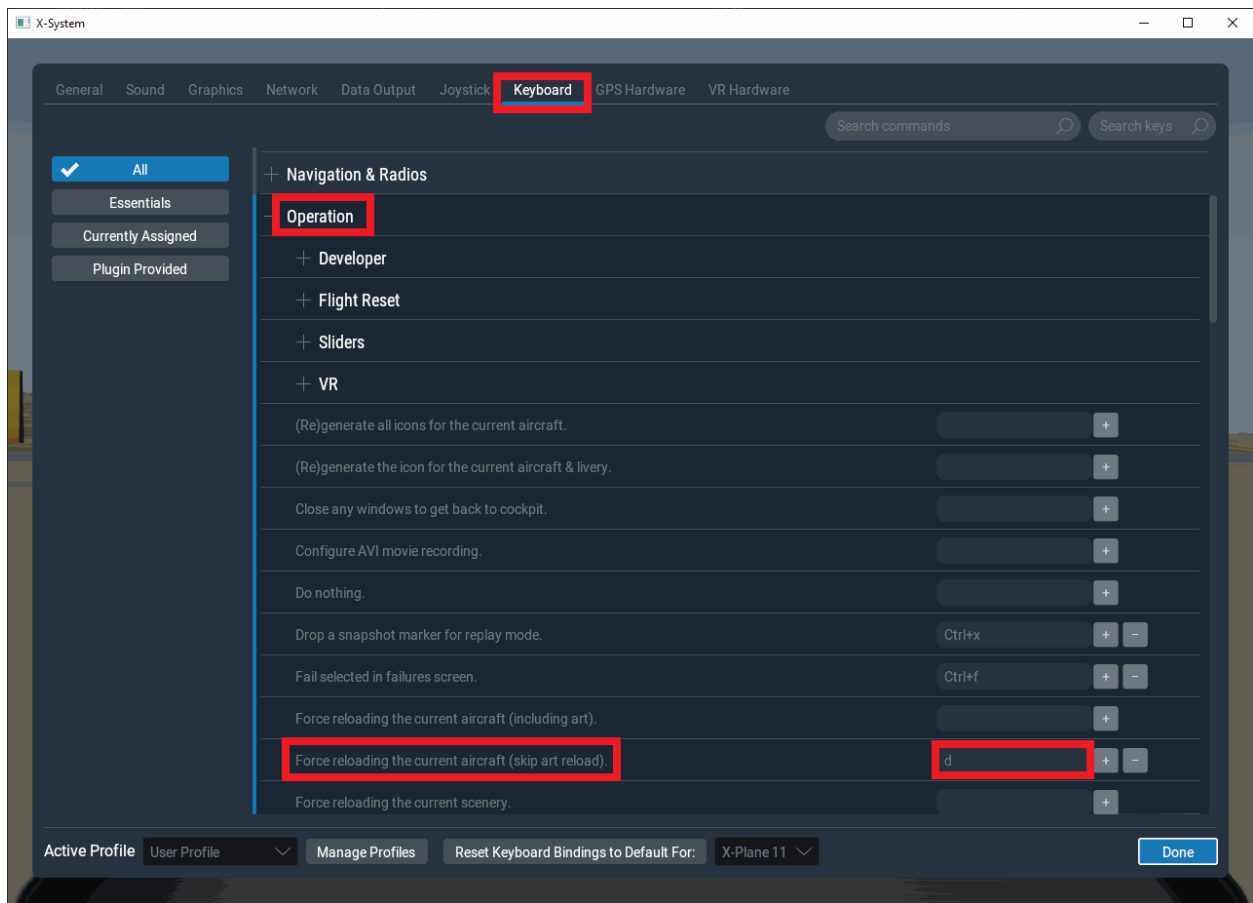 X-System
General Sound Graphics Network Data Output Joystick Keyboard GPS Hardware VR Hardware
Search commands Search keys
All
Essentials
Currently Assigned
Plugin Provided
Navigation & Radios
Operation
Developer
Flight Reset
Sliders
VR
(Re)generate all icons for the current aircraft. +
(Re)generate the icon for the current aircraft & livery. +
Close any windows to get back to cockpit. +
Configure AVI movie recording. +
Do nothing. +
Drop a snapshot marker for replay mode. Ctrl+x + -
Fail selected in failures screen. Ctrl+f + -
Force reloading the current aircraft (including art). +
Force reloading the current aircraft (skip art reload). d + -
Force reloading the current scenery. +
Active Profile User Profile Manage Profiles Reset Keyboard Bindings to Default For: X-Plane 11 Done